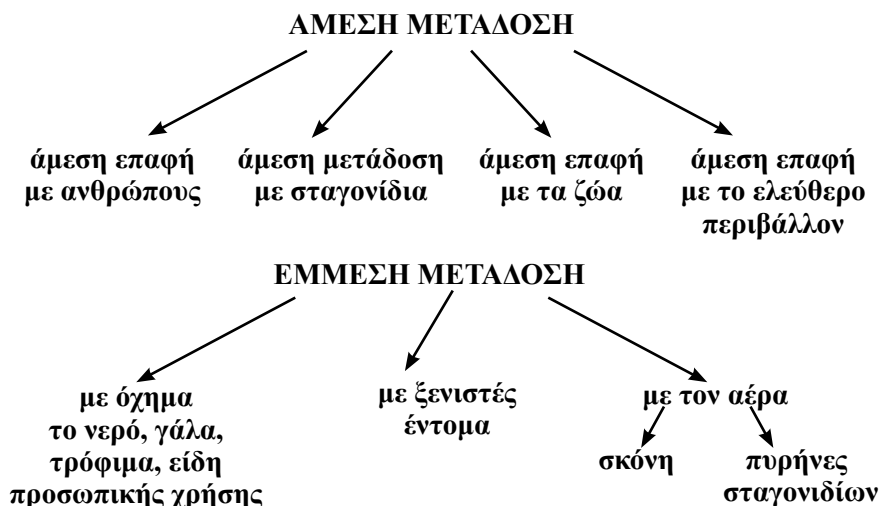 ΑΜΕΣΗ ΜΕΤΑΔΟΣΗ
άμεση επαφή
με ανθρώπους
άμεση μετάδοση
με σταγονίδια
άμεση επαφή
με τα ζώα
άμεση επαφή
με το ελεύθερο
περιβάλλον
ΕΜΜΕΣΗ ΜΕΤΑΔΟΣΗ
με όχημα
το νερό, γάλα,
τρόφιμα, είδη
προσωπικής χρήσης
με ξενιστές
έντομα
με τον αέρα
σκόνη
πυρήνες
σταγονιδίων